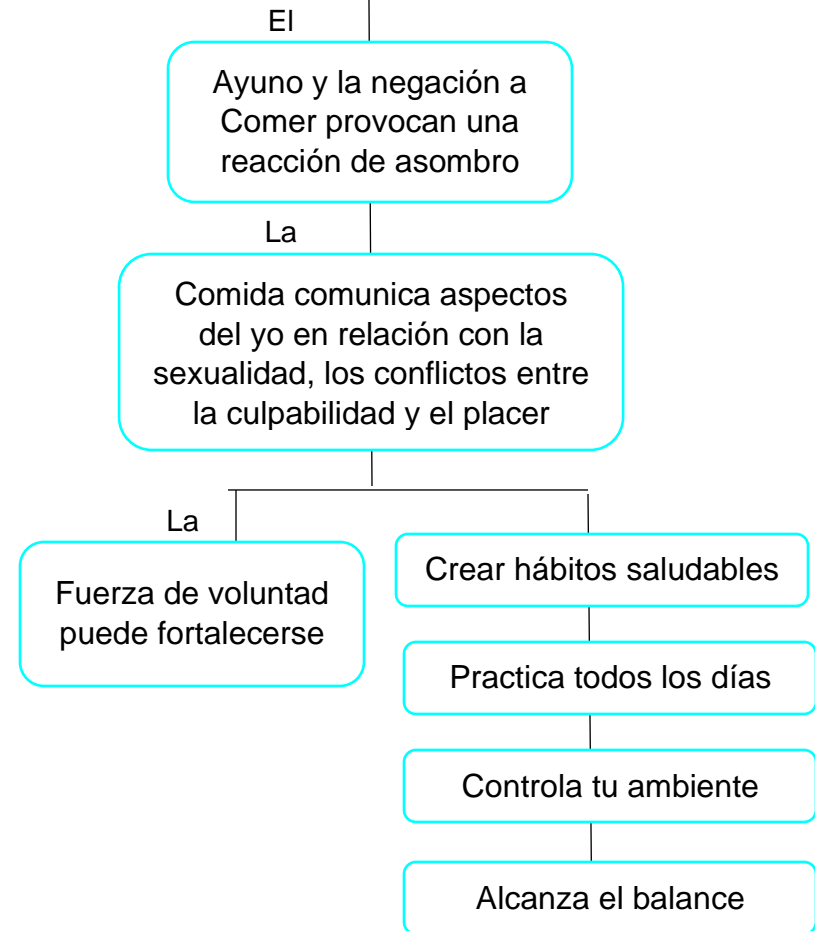 El
Ayuno y la negación a
Comer provocan una
reacción de asombro
La
Comida comunica aspectos
del yo en relación con la
sexualidad, los conflictos entre
la culpabilidad y el placer
La
Fuerza de voluntad
puede fortalecerse
Crear hábitos saludables
Practica todos los días
Controla tu ambiente
Alcanza el balance